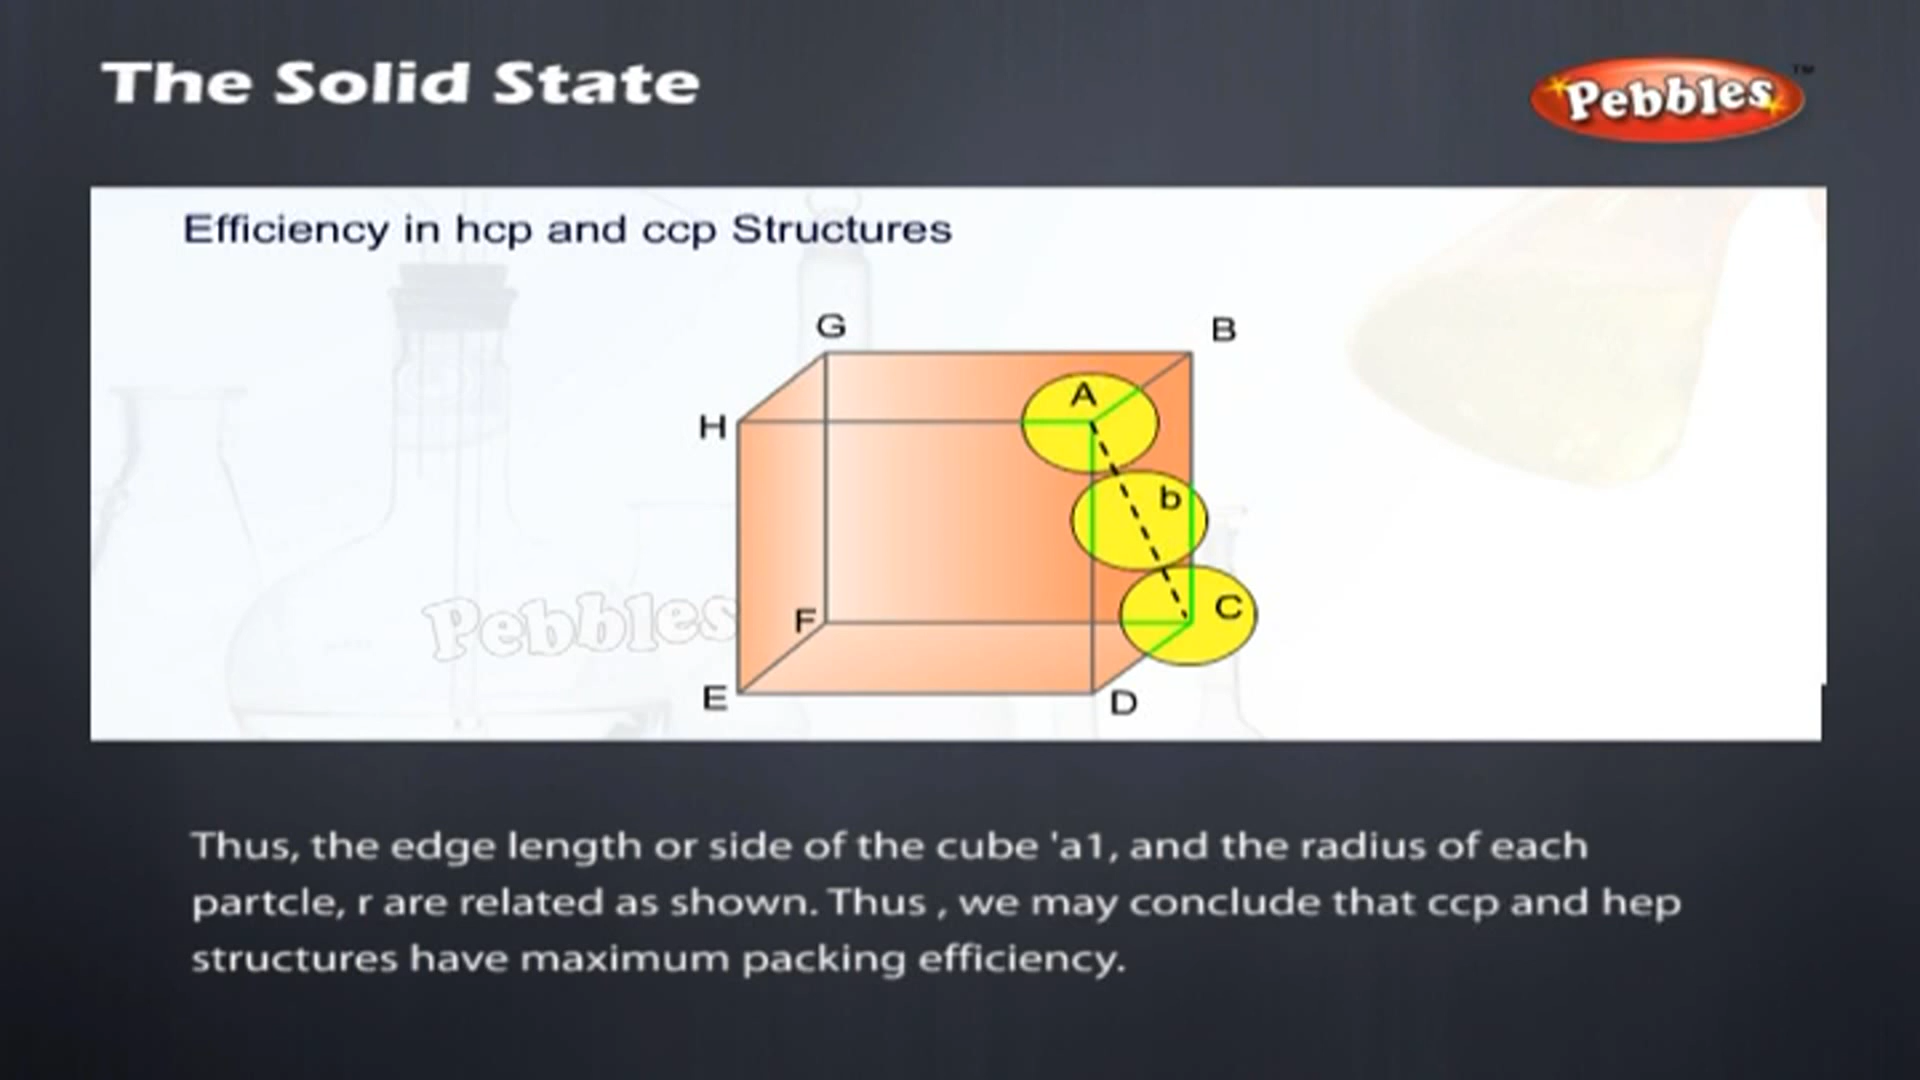 The Solid State
Pebbles™
Efficiency in hcp and ccp Structures
G
B
A
H
b
Pebbles
F
C
E
D
Thus, the edge length or side of the cube 'a1, and the radius of each
partcle, r are related as shown. Thus , we may conclude that ccp and hep
structures have maximum packing efficiency.